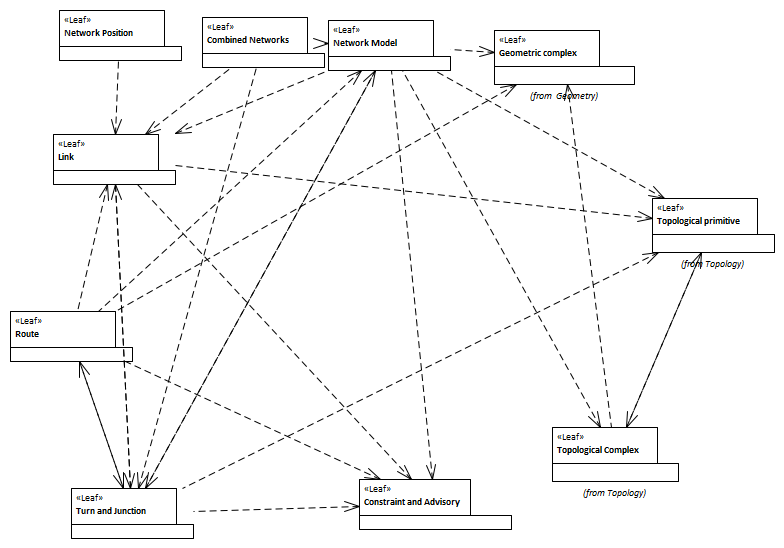 «Leaf»
Network Position
«Leaf»
Combined Networks
«Leaf»
Network Model
«Leaf»
Geometric complex
(from Geometry)
«Leaf»
Link
«Leaf»
Topological primitive
(from Topology)
«Leaf»
Route
«Leaf»
Topological Complex
(from Topology)
«Leaf»
Turn and Junction
«Leaf»
Constraint and Advisory